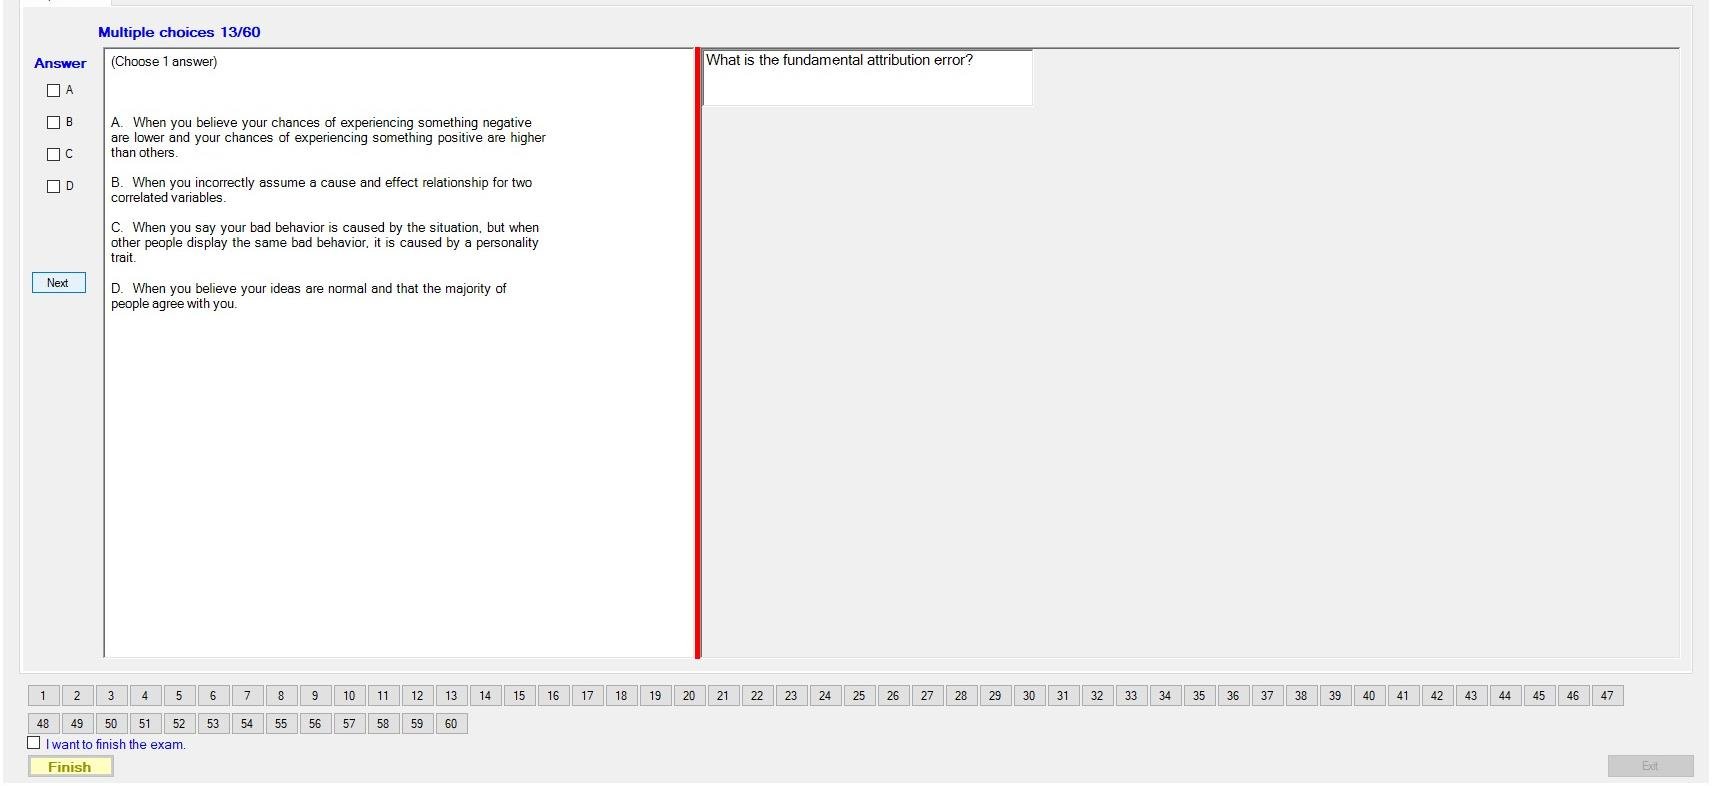 Multiple choices 13/60
Answer
A
B
C
D
Next
(Choose 1 answer)
A. When you believe your chances of experiencing something negative
are lower and your chances of experiencing something positive are higher
than others.
B. When you incorrectly assume a cause and effect relationship for two
correlated variables.
C. When you say your bad behavior is caused by the situation, but when
other people display the same bad behavior, it is caused by a personality
trait.
D. When you believe your ideas are normal and that the majority of
people agree with you.
What is the fundamental attribution error?
1 2 3 4 5 6 7 8 9 10 11 12 13 14 15 16 17 18 19 20 21 22 23 24 25 26 27 28 29 30 31 32 33 34 35 36 37 38 39 40 41 42 43 44 45 46 47
48 49 50 51 52 53 54 55 56 57 58 59 60
I want to finish the exam.
Finish
Exit